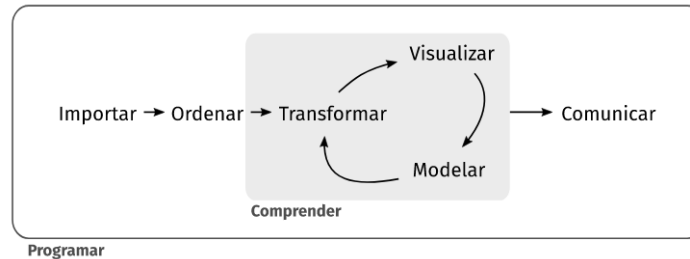 Visualizar
Importar Ordenar Transformar Comunicar
Modelar
Comprender
Programar